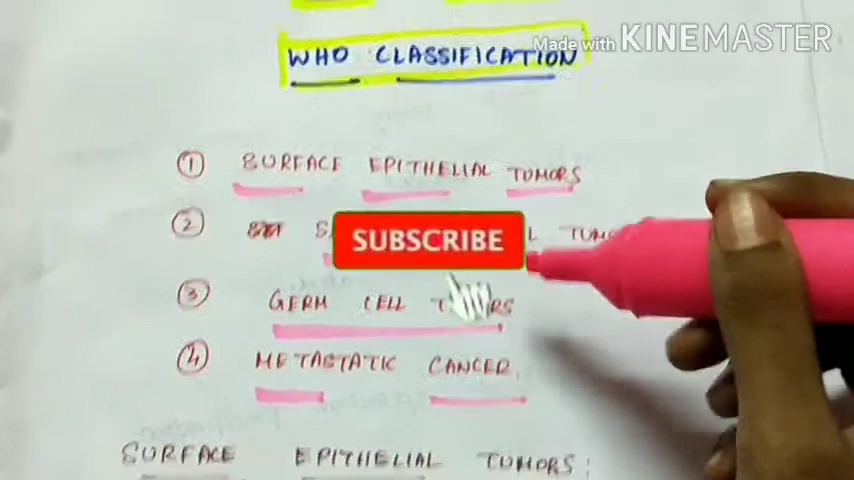 WHO CLASSIFICATION
Made with KINEMASTER
① SURFACE EPITHELIAL TUMORS
②
SUBSCRIBE
③ GERM CELL
④ METASTATIC CANCER.
SURFACE EPITHELIAL TUMORS: